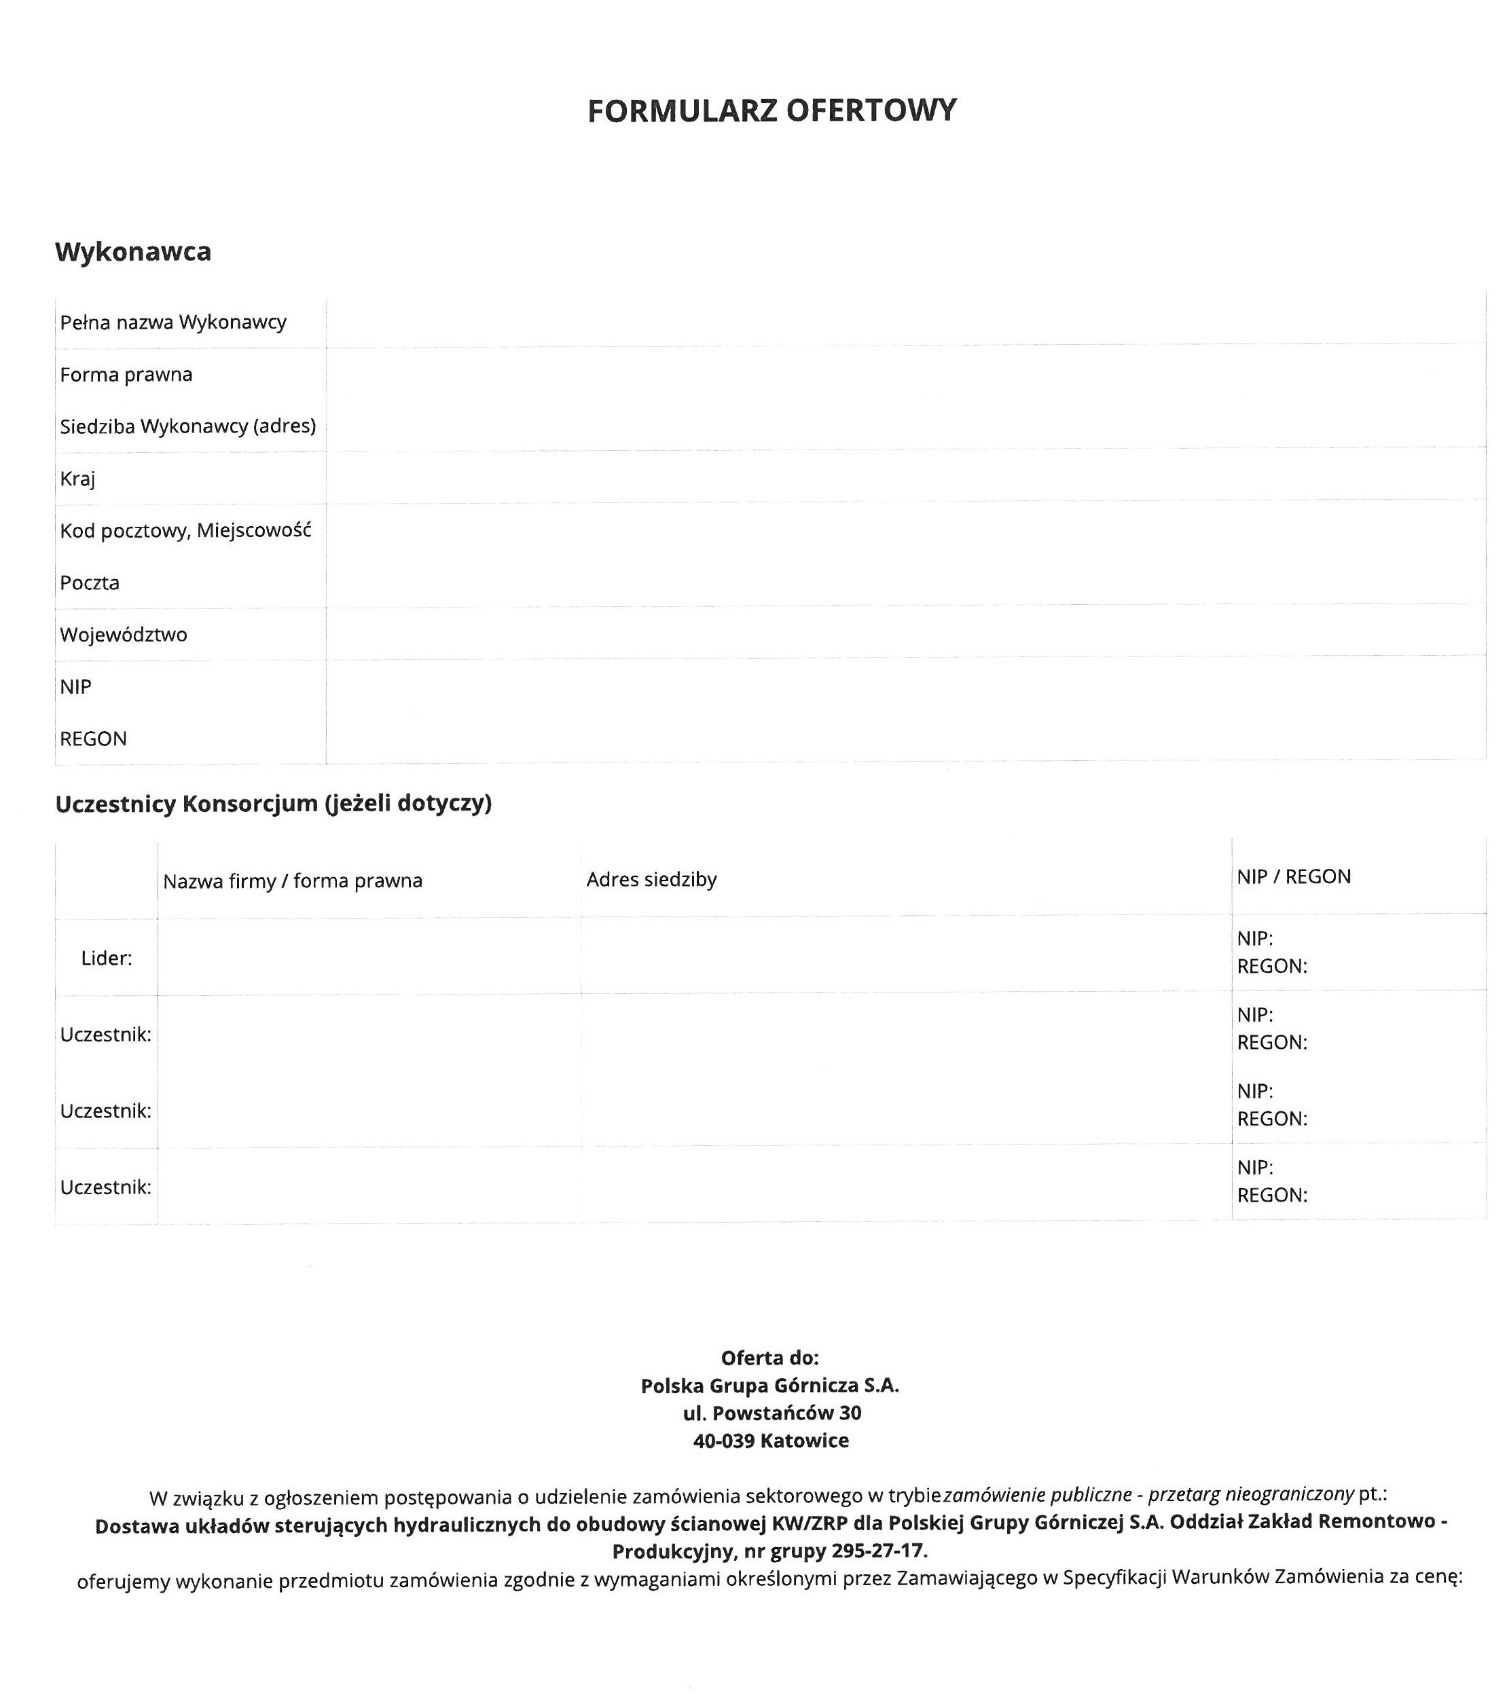 FORMULARZ OFERTOWY
Wykonawca
Pełna nazwa Wykonawcy
Forma prawna
Siedziba Wykonawcy (adres)
Kraj
Kod pocztowy, Miejscowość
Poczta
Województwo
NIP
REGON
Uczestnicy Konsorcjum (jeżeli dotyczy)
Nazwa firmy / forma prawna Adres siedziby NIP / REGON
Lider: NIP:
REGON:
Uczestnik: NIP:
REGON:
Uczestnik: NIP:
REGON:
Uczestnik: NIP:
REGON:
Oferta do:
Polska Grupa Górnicza S.A.
ul. Powstańców 30
40-039 Katowice
W związku z ogłoszeniem postępowania o udzielenie zamówienia sektorowego w trybiezamówienie publiczne - przetarg nieograniczony pt.:
Dostawa układów sterujących hydraulicznych do obudowy ścianowej KW/ZRP dla Polskiej Grupy Górniczej S.A. Oddział Zakład Remontowo -
Produkcyjny, nr grupy 295-27-17.
oferujemy wykonanie przedmiotu zamówienia zgodnie z wymaganiami określonymi przez Zamawiającego w Specyfikacji Warunków Zamówienia za cenę: